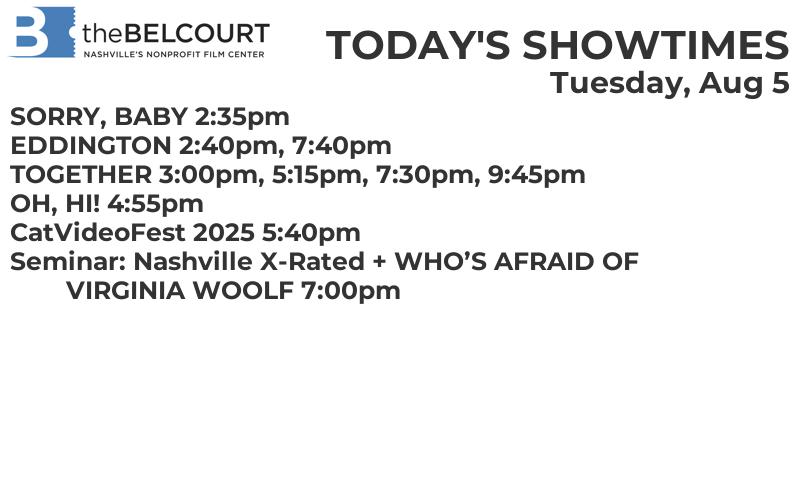 B theBELCOURT
NASHVILLE'S NONPROFIT FILM CENTER
TODAY'S SHOWTIMES
Tuesday, Aug 5
SORRY, BABY 2:35pm
EDDINGTON 2:40pm, 7:40pm
TOGETHER 3:00pm, 5:15pm, 7:30pm, 9:45pm
OH, HI! 4:55pm
CatVideoFest 2025 5:40pm
Seminar: Nashville X-Rated + WHO’S AFRAID OF
VIRGINIA WOOLF 7:00pm